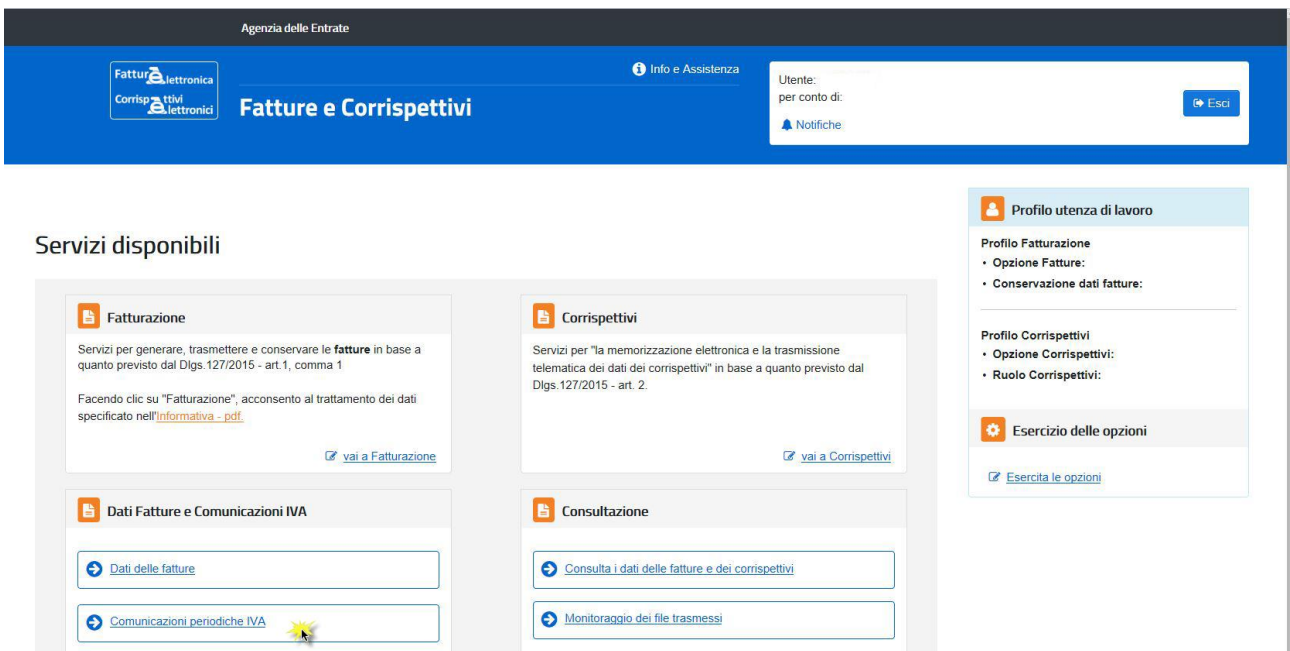 Agenzia delle Entrate
Fatturalettronica
Corrispettivi
elettronici
Fatture e Corrispettivi
Info e Assistenza
Utente:
per conto di:
Notifiche
Esci
Servizi disponibili
Fatturazione
Servizi per generare, trasmettere e conservare le fatture in base a
quanto previsto dal Dlgs.127/2015 - art.1, comma 1
Facendo clic su "Fatturazione", acconsento al trattamento dei dati
specificato nell'Informativa - pdf.
vai a Fatturazione
Corrispettivi
Servizi per "la memorizzazione elettronica e la trasmissione
telematica dei dati dei corrispettivi" in base a quanto previsto dal
Dlgs.127/2015 - art. 2.
vai a Corrispettivi
Dati Fatture e Comunicazioni IVA
Dati delle fatture
Comunicazioni periodiche IVA
Consultazione
Consulta i dati delle fatture e dei corrispettivi
Monitoraggio dei file trasmessi
Profilo utenza di lavoro
Profilo Fatturazione
• Opzione Fatture:
• Conservazione dati fatture:
Profilo Corrispettivi
• Opzione Corrispettivi:
• Ruolo Corrispettivi:
Esercizio delle opzioni
Esercita le opzioni